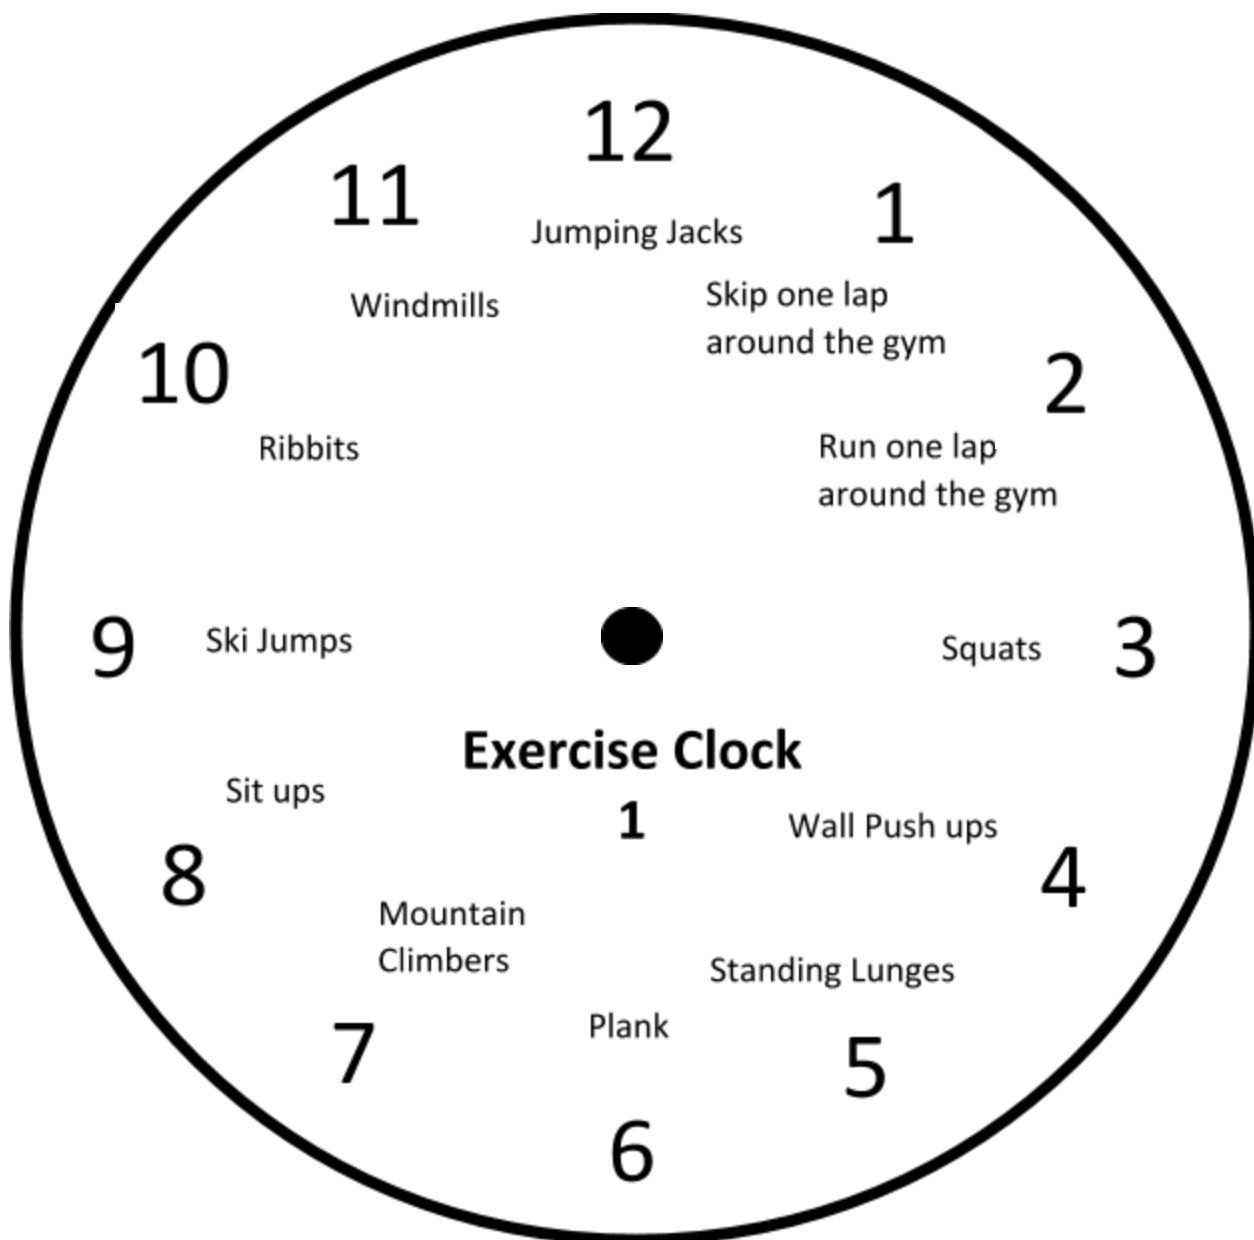 12
Jumping Jacks
1
Skip one lap
around the gym
2
Run one lap
around the gym
3
Squats
4
Wall Push ups
5
Standing Lunges
6
Plank
7
Mountain
Climbers
8
Sit ups
9
Ski Jumps
10
Ribbits
11
Windmills
Exercise Clock
1